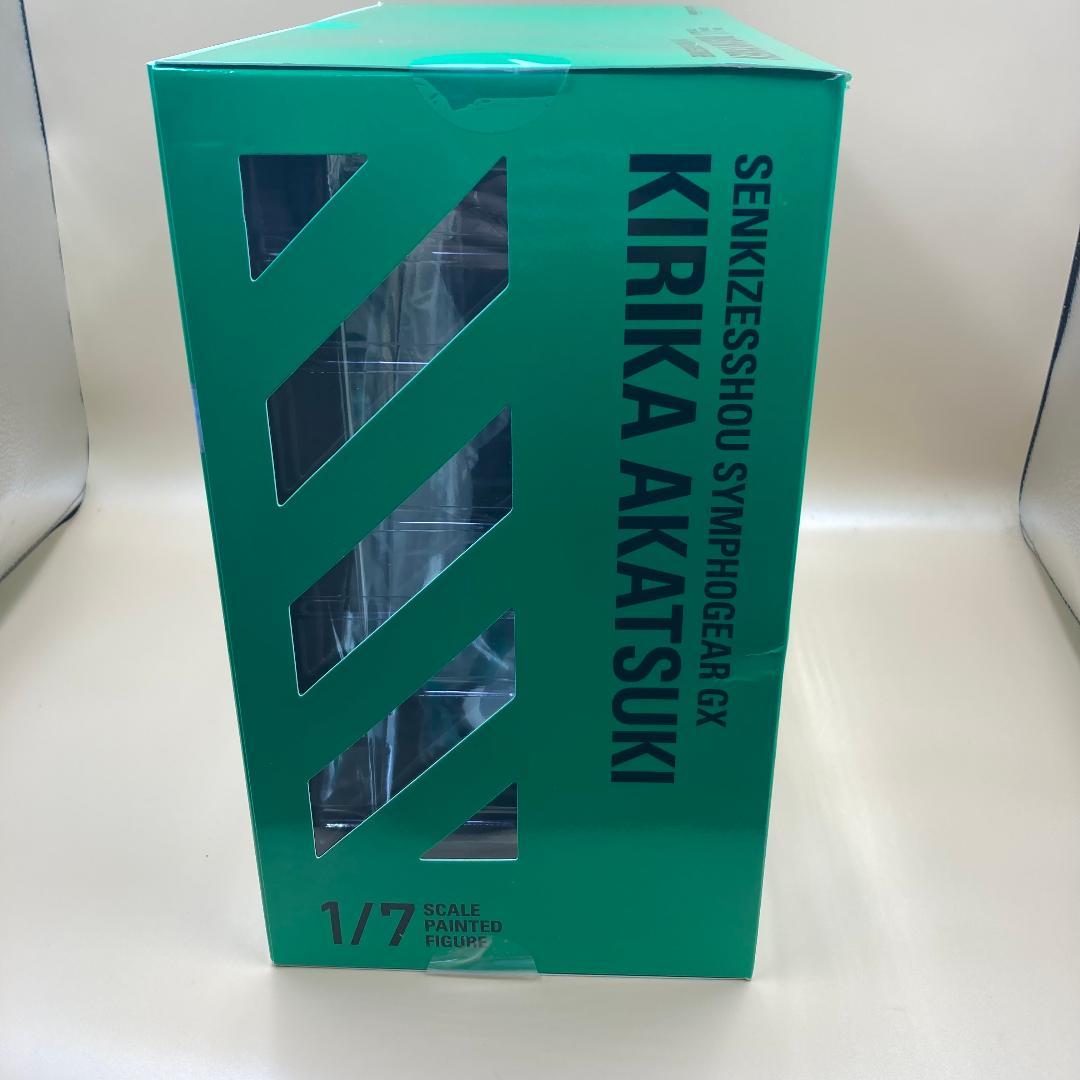 SENKIZESSHOU SYMPHOGEAR GX
KIRIKA AKATSUKI
1/7 SCALE
PAINTED
FIGURE